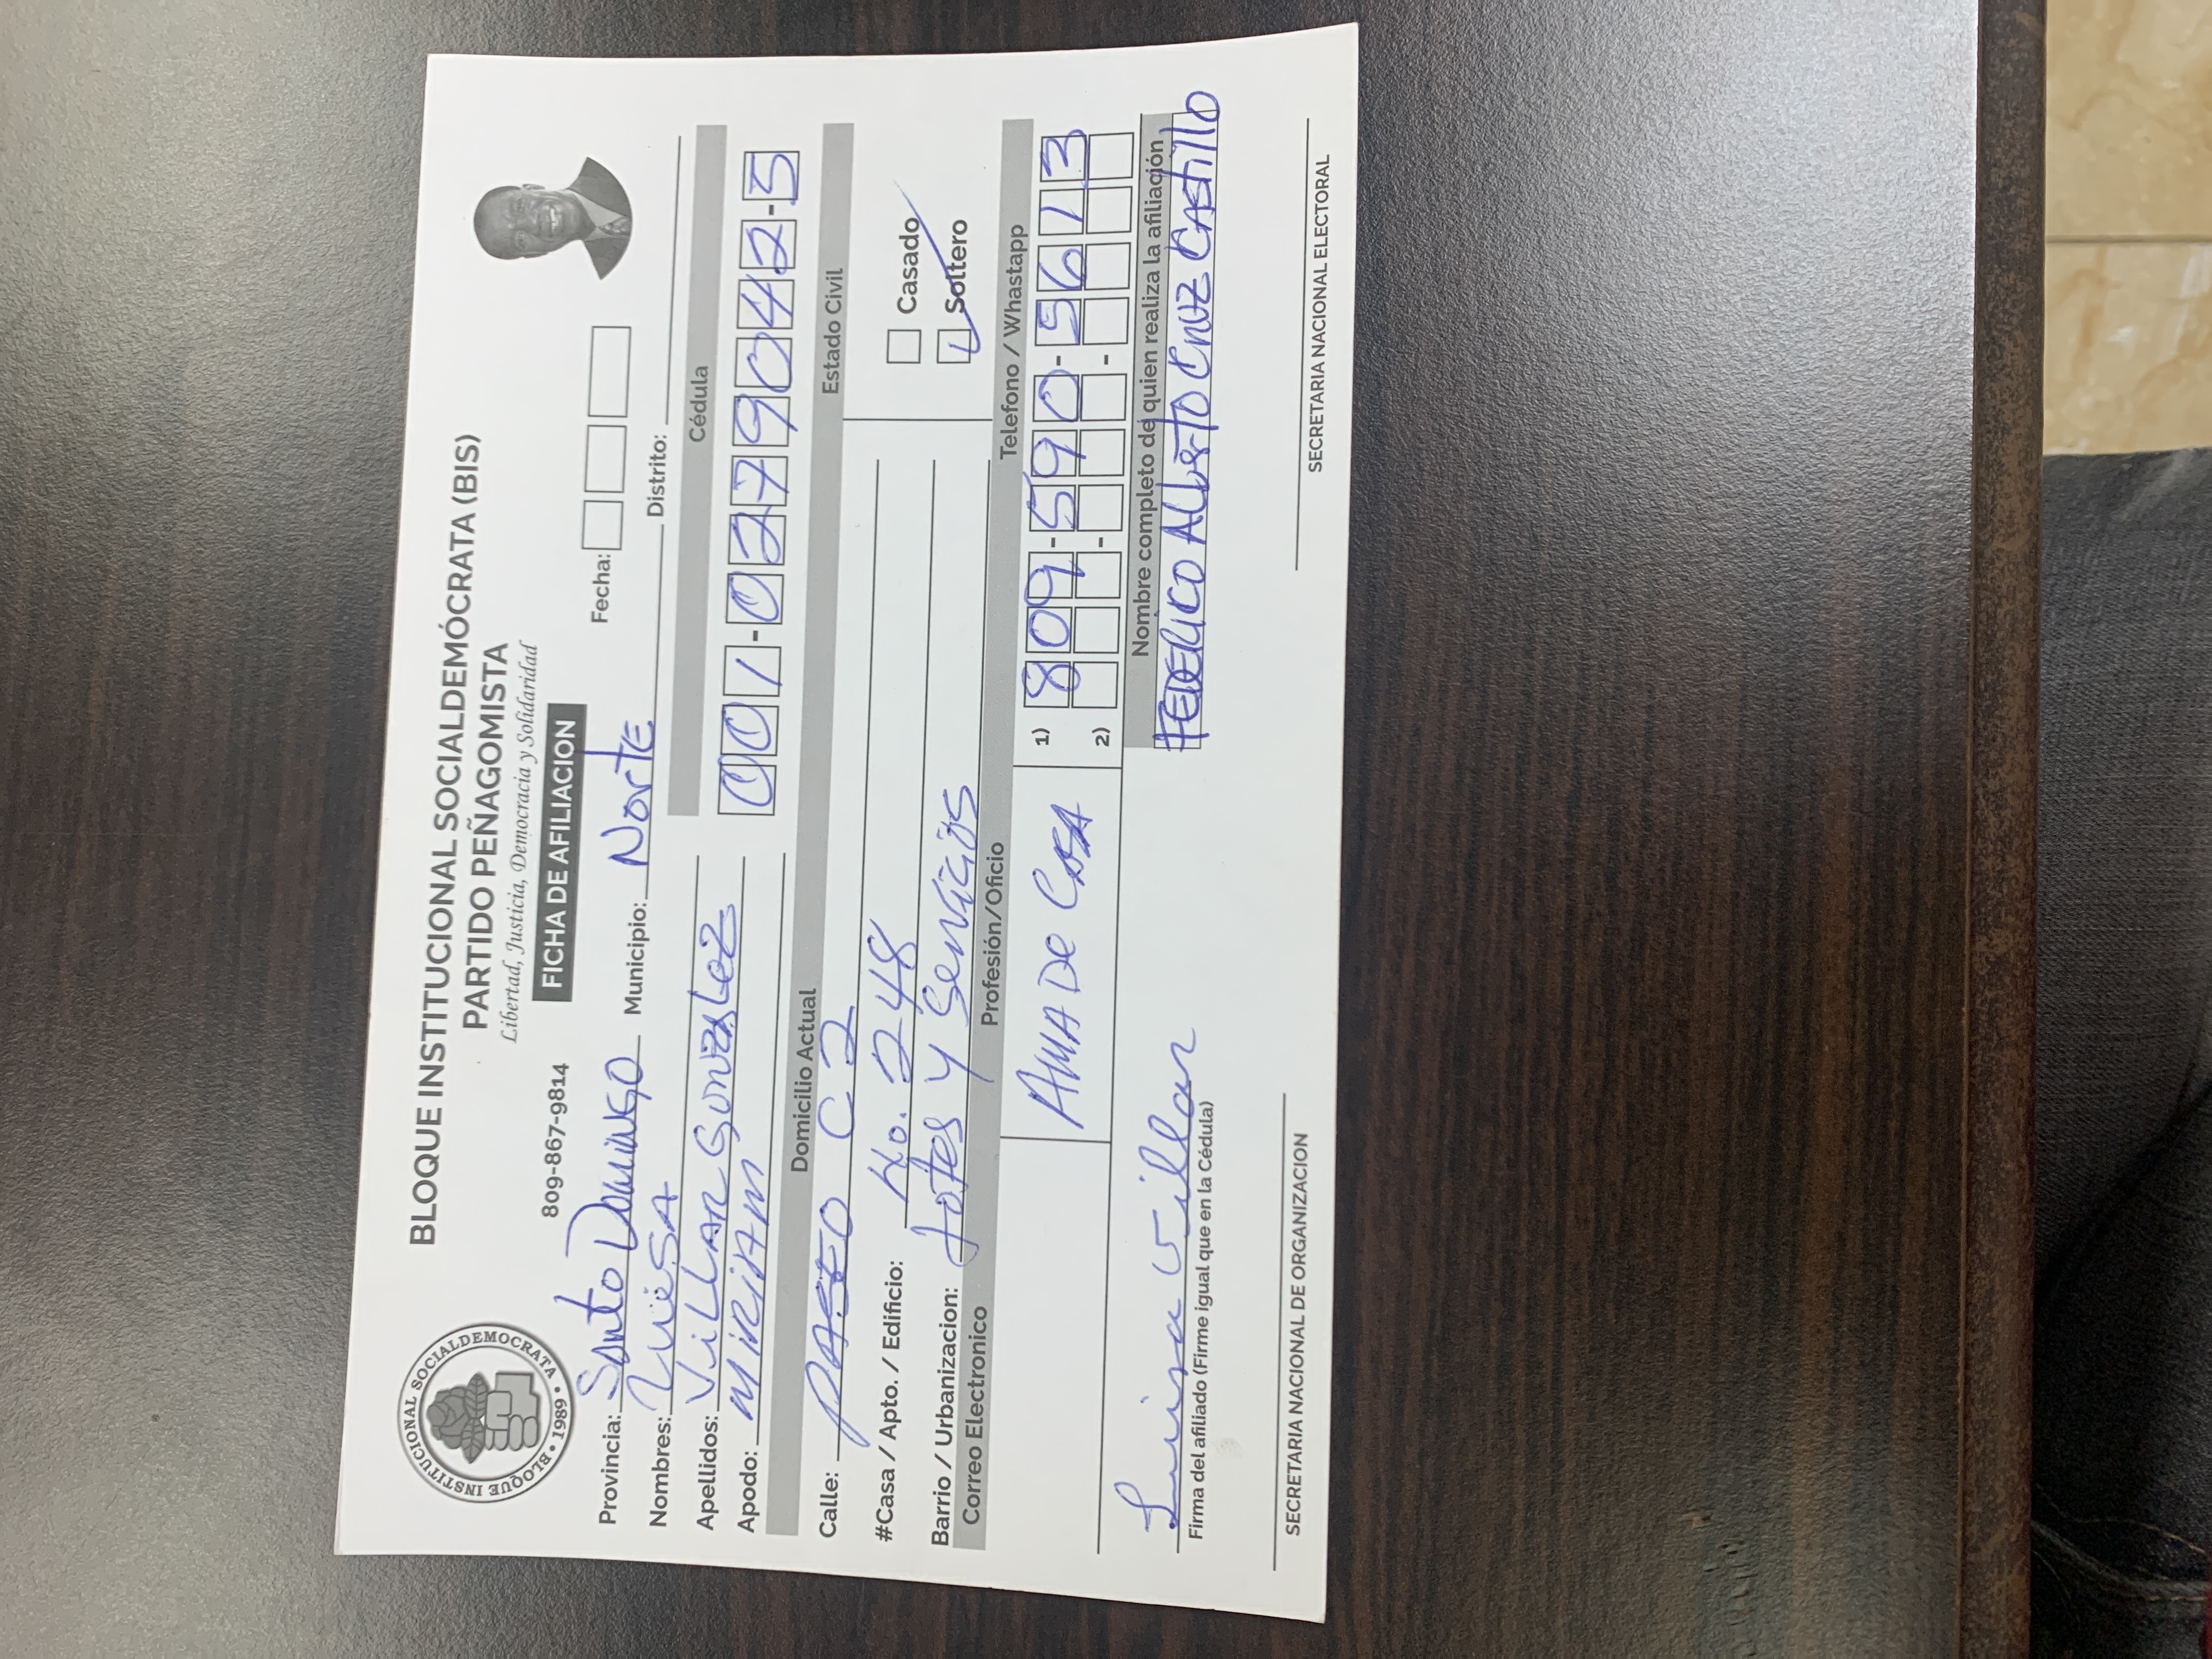 BLOQUE INSTITUCIONAL SOCIALDEMOCRATA • 1989 •
BLOQUE INSTITUCIONAL SOCIALDEMÓCRATA (BIS)
PARTIDO PEÑAGOMISTA
Libertad, Justicia, Democracia y Solidaridad
809-867-9814 FICHA DE AFILIACION Fecha:
Provincia: Santo Domingo Municipio: Norte Distrito:
Nombres: Luisa
Cédula
Apellidos: Villar Gonzalez
001-0279042-5
Apodo: Miriam
Domicilio Actual Estado Civil
Calle: PASEO C 2
#Casa / Apto. / Edificio: No. 248
Casado
Barrio / Urbanizacion: Lotes y Servicios
Soltero
Correo Electronico Profesión/Oficio Telefono / Whastapp
AMA DE CASA
1) 809-590-5613
2) - -
Nombre completo de quien realiza la afiliación
FEDERICO ALBERTO CRUZ CAStillo
Luisa Villar
Firma del afiliado (Firme igual que en la Cédula)
SECRETARIA NACIONAL DE ORGANIZACION SECRETARIA NACIONAL ELECTORAL